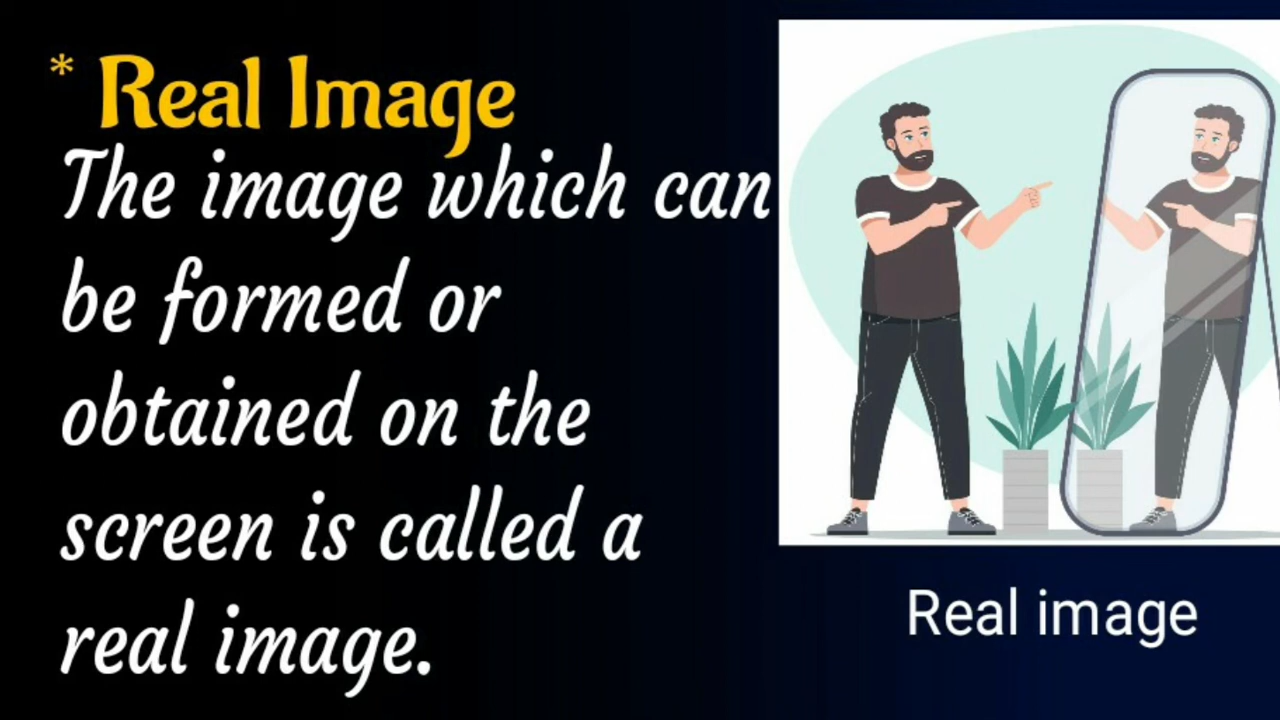 * Real Image
The image which can
be formed or
obtained on the
screen is called a
real image.
Real image